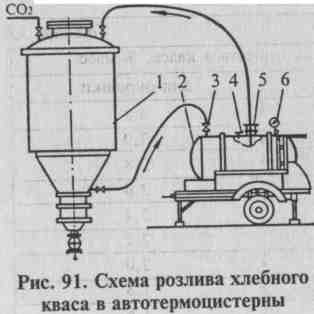 CO₂
1 2 3 4 5 6
Рис. 91. Схема розлива хлебного
кваса в автотермоцистерны